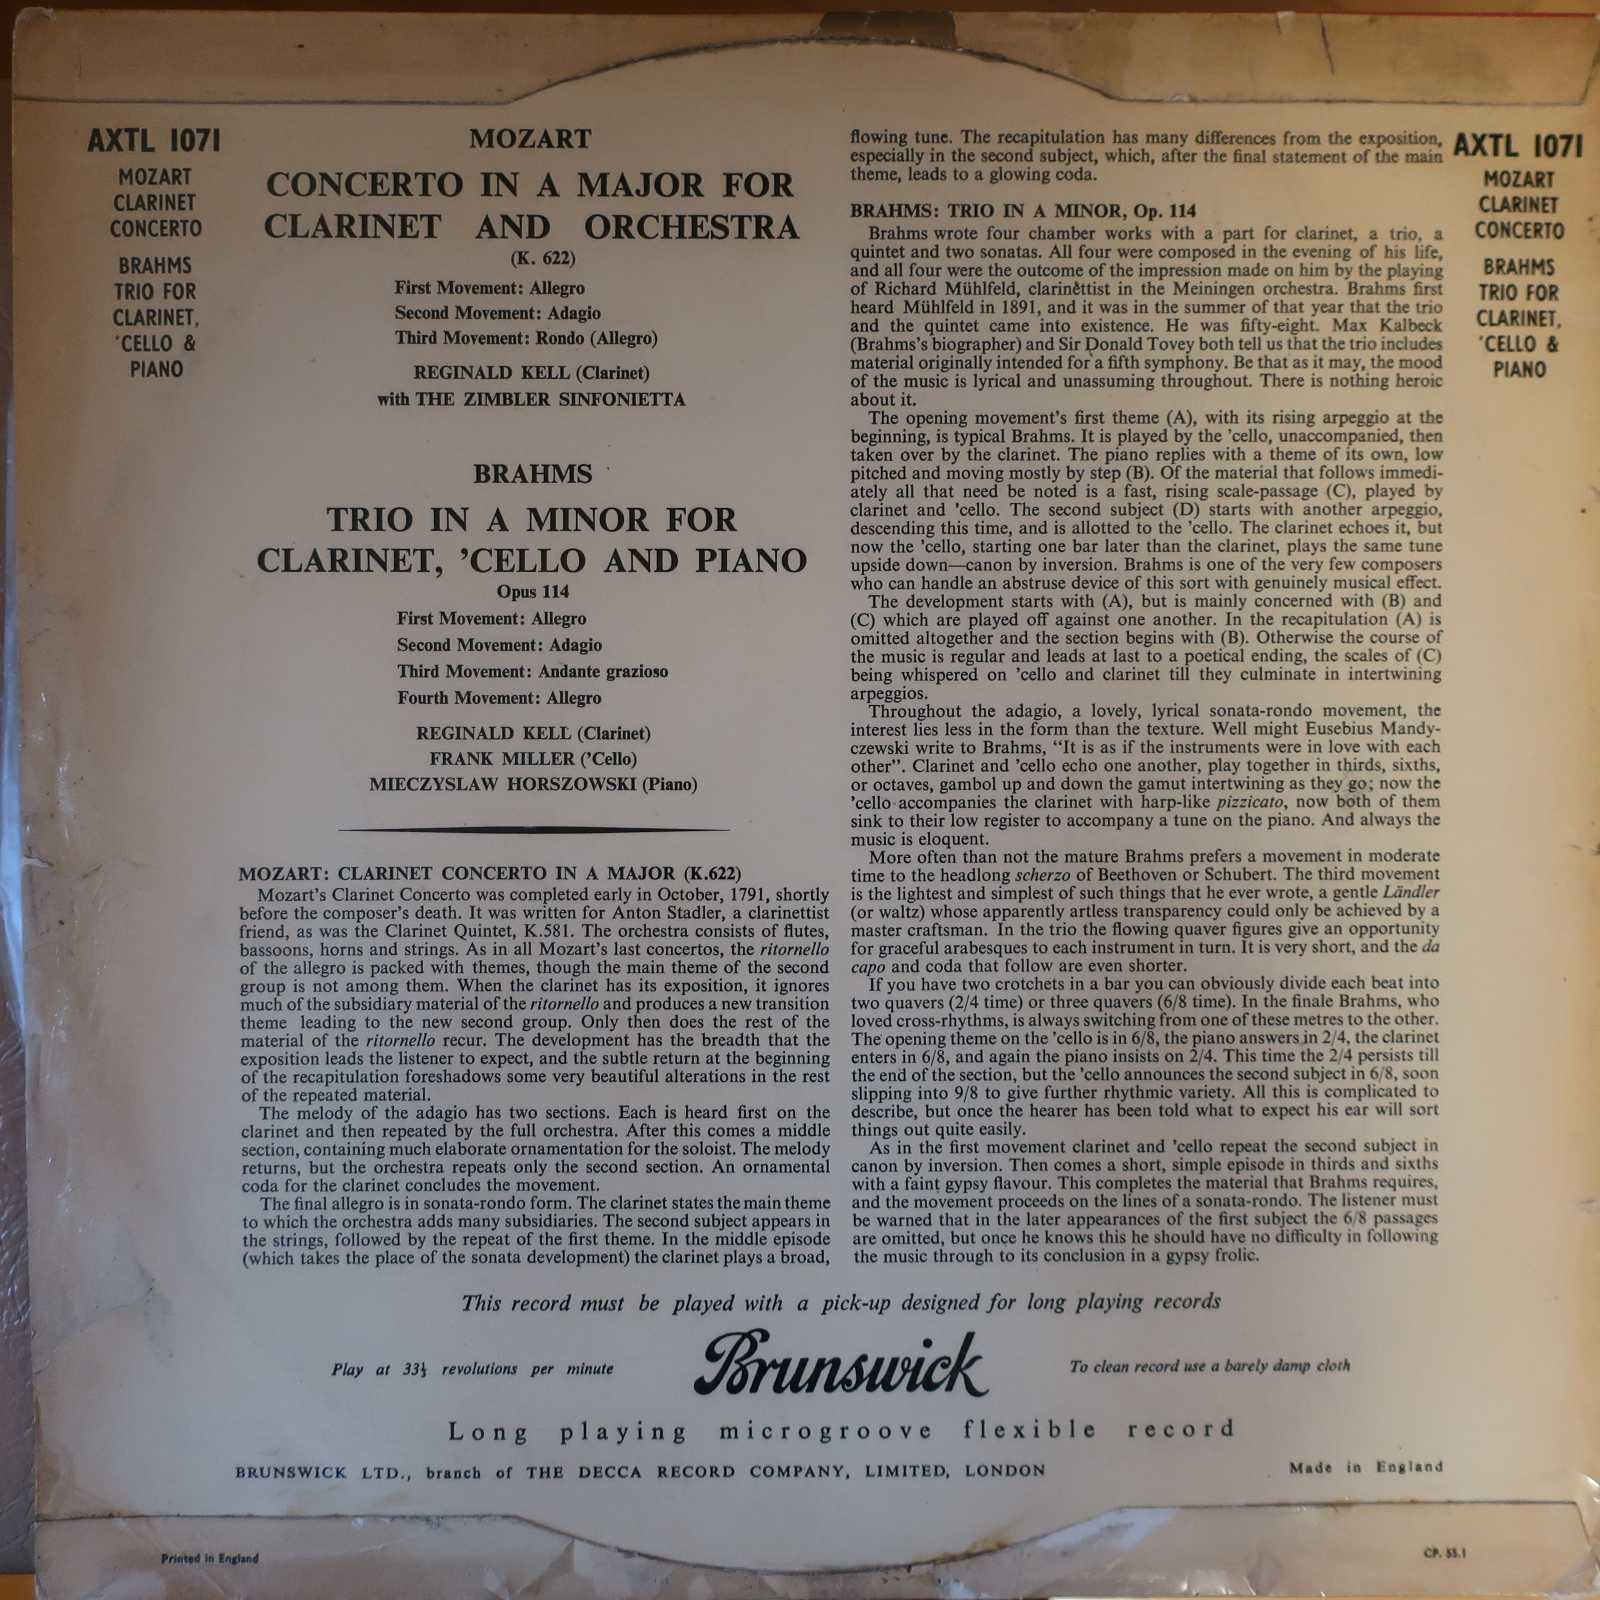 AXTL 1071
MOZART
CLARINET
CONCERTO
BRAHMS
TRIO FOR
CLARINET,
'CELLO &
PIANO
MOZART
CONCERTO IN A MAJOR FOR
CLARINET AND ORCHESTRA
(K. 622)
First Movement: Allegro
Second Movement: Adagio
Third Movement: Rondo (Allegro)
REGINALD KELL (Clarinet)
with THE ZIMBLER SINFONIETTA
BRAHMS
TRIO IN A MINOR FOR
CLARINET, 'CELLO AND PIANO
Opus 114
First Movement: Allegro
Second Movement: Adagio
Third Movement: Andante grazioso
Fourth Movement: Allegro
REGINALD KELL (Clarinet)
FRANK MILLER ('Cello)
MIECZYSLAW HORSZOWSKI (Piano)
MOZART: CLARINET CONCERTO IN A MAJOR (K.622)
Mozart's Clarinet Concerto was completed early in October, 1791, shortly
before the composer's death. It was written for Anton Stadler, a clarinettist
friend, as was the Clarinet Quintet, K.581. The orchestra consists of flutes,
bassoons, horns and strings. As in all Mozart's last concertos, the ritornello
of the allegro is packed with themes, though the main theme of the second
group is not among them. When the clarinet has its exposition, it ignores
much of the subsidiary material of the ritornello and produces a new transition
theme leading to the new second group. Only then does the rest of the
material of the ritornello recur. The development has the breadth that the
exposition leads the listener to expect, and the subtle return at the beginning
of the recapitulation foreshadows some very beautiful alterations in the rest
of the repeated material.
The melody of the adagio has two sections. Each is heard first on the
clarinet and then repeated by the full orchestra. After this comes a middle
section, containing much elaborate ornamentation for the soloist. The melody
returns, but the orchestra repeats only the second section. An ornamental
coda for the clarinet concludes the movement.
The final allegro is in sonata-rondo form. The clarinet states the main theme
to which the orchestra adds many subsidiaries. The second subject appears in
the strings, followed by the repeat of the first theme. In the middle episode
(which takes the place of the sonata development) the clarinet plays a broad,
flowing tune. The recapitulation has many differences from the exposition,
especially in the second subject, which, after the final statement of the main
theme, leads to a glowing coda.
BRAHMS: TRIO IN A MINOR, Op. 114
Brahms wrote four chamber works with a part for clarinet, a trio, a
quintet and two sonatas. All four were composed in the evening of his life,
and all four were the outcome of the impression made on him by the playing
of Richard Mühlfeld, clarinettist in the Meiningen orchestra. Brahms first
heard Mühlfeld in 1891, and it was in the summer of that year that the trio
and the quintet came into existence. He was fifty-eight. Max Kalbeck
(Brahms's biographer) and Sir Donald Tovey both tell us that the trio includes
material originally intended for a fifth symphony. Be that as it may, the mood
of the music is lyrical and unassuming throughout. There is nothing heroic
about it.
The opening movement's first theme (A), with its rising arpeggio at the
beginning, is typical Brahms. It is played by the 'cello, unaccompanied, then
taken over by the clarinet. The piano replies with a theme of its own, low
pitched and moving mostly by step (B). Of the material that follows immedi-
ately all that need be noted is a fast, rising scale-passage (C), played by
clarinet and 'cello. The second subject (D) starts with another arpeggio,
descending this time, and is allotted to the 'cello. The clarinet echoes it, but
now the 'cello, starting one bar later than the clarinet, plays the same tune
upside down—canon by inversion. Brahms is one of the very few composers
who can handle an abstruse device of this sort with genuinely musical effect.
The development starts with (A), but is mainly concerned with (B) and
(C) which are played off against one another. In the recapitulation (A) is
omitted altogether and the section begins with (B). Otherwise the course of
the music is regular and leads at last to a poetical ending, the scales of (C)
being whispered on 'cello and clarinet till they culminate in intertwining
arpeggios.
Throughout the adagio, a lovely, lyrical sonata-rondo movement, the
interest lies less in the form than the texture. Well might Eusebius Mandy-
czewski write to Brahms, "It is as if the instruments were in love with each
other". Clarinet and 'cello echo one another, play together in thirds, sixths,
or octaves, gambol up and down the gamut intertwining as they go; now the
'cello accompanies the clarinet with harp-like pizzicato, now both of them
sink to their low register to accompany a tune on the piano. And always the
music is eloquent.
More often than not the mature Brahms prefers a movement in moderate
time to the headlong scherzo of Beethoven or Schubert. The third movement
is the lightest and simplest of such things that he ever wrote, a gentle Ländler
(or waltz) whose apparently artless transparency could only be achieved by a
master craftsman. In the trio the flowing quaver figures give an opportunity
for graceful arabesques to each instrument in turn. It is very short, and the da
capo and coda that follow are even shorter.
If you have two crotchets in a bar you can obviously divide each beat into
two quavers (2/4 time) or three quavers (6/8 time). In the finale Brahms, who
loved cross-rhythms, is always switching from one of these metres to the other.
The opening theme on the 'cello is in 6/8, the piano answers in 2/4, the clarinet
enters in 6/8, and again the piano insists on 2/4. This time the 2/4 persists till
the end of the section, but the 'cello announces the second subject in 6/8, soon
slipping into 9/8 to give further rhythmic variety. All this is complicated to
describe, but once the hearer has been told what to expect his ear will sort
things out quite easily.
As in the first movement clarinet and 'cello repeat the second subject in
canon by inversion. Then comes a short, simple episode in thirds and sixths
with a faint gypsy flavour. This completes the material that Brahms requires,
and the movement proceeds on the lines of a sonata-rondo. The listener must
be warned that in the later appearances of the first subject the 6/8 passages
are omitted, but once he knows this he should have no difficulty in following
the music through to its conclusion in a gypsy frolic.
AXTL 1071
MOZART
CLARINET
CONCERTO
BRAHMS
TRIO FOR
CLARINET,
'CELLO &
PIANO
This record must be played with a pick-up designed for long playing records
Play at 33⅓ revolutions per minute
Brunswick
To clean record use a barely damp cloth
Long playing microgroove flexible record
BRUNSWICK LTD., branch of THE DECCA RECORD COMPANY, LIMITED, LONDON
Made in England
Printed in England
CP. 55.1